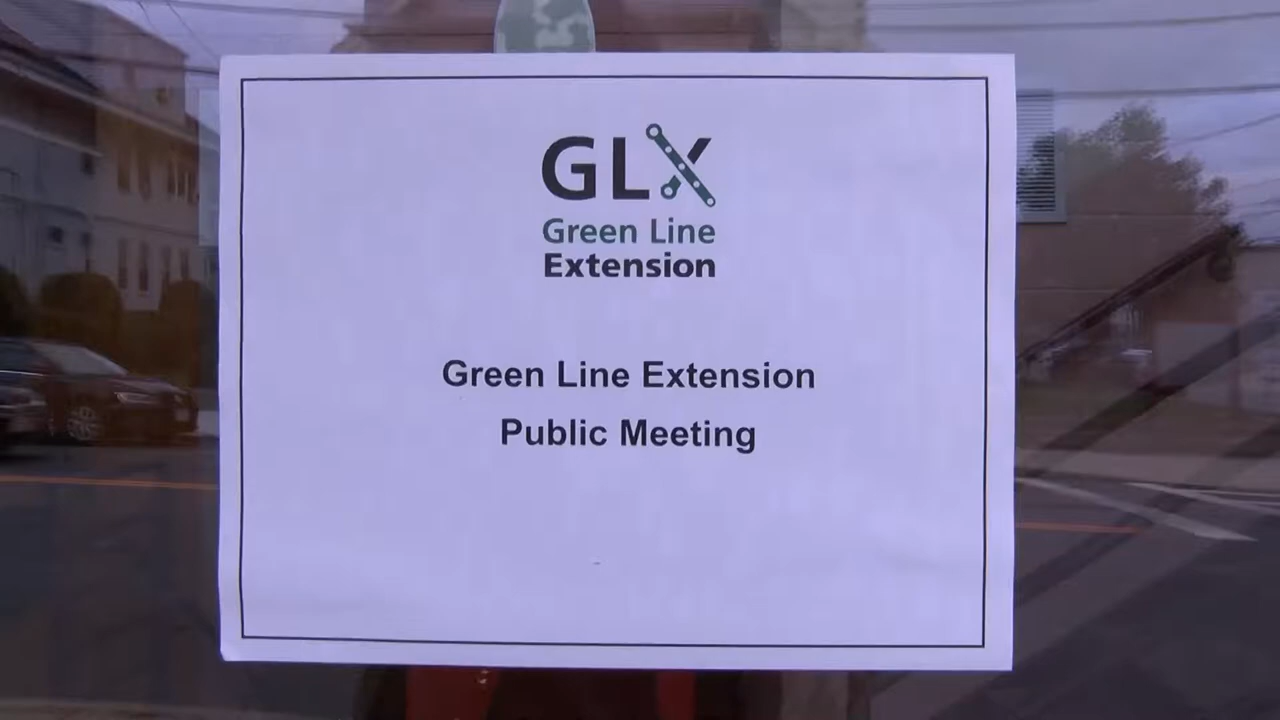 GLX
Green Line
Extension
Green Line Extension
Public Meeting